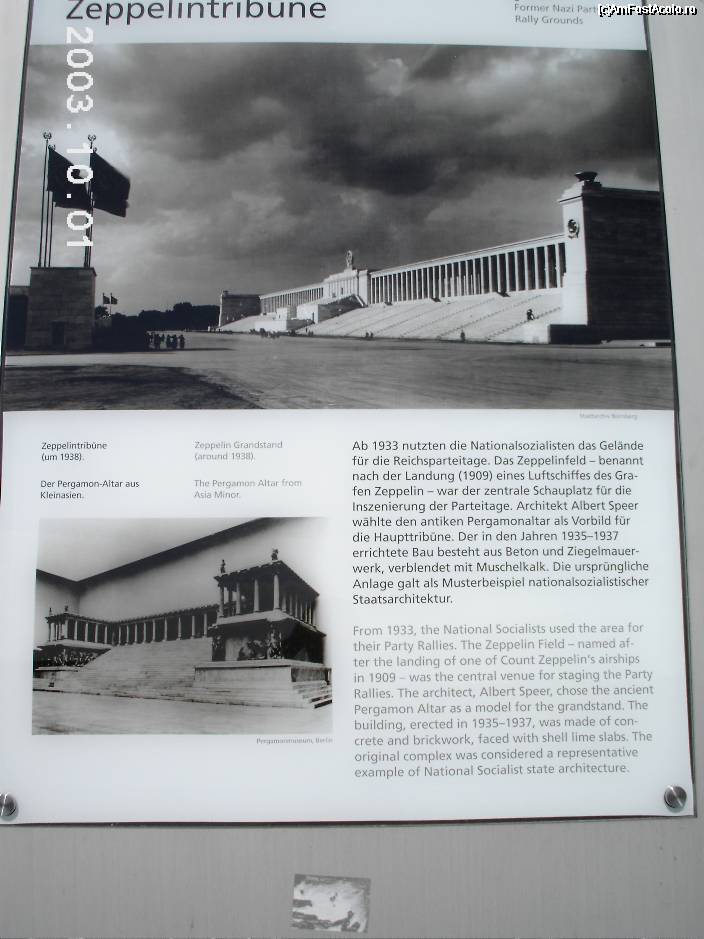 Zeppelintribüne
Former Nazi Party
Rally Grounds
(c)AmFostAcolo.ro
2003.10.01
Stadtarchiv Nürnberg
Zeppelintribüne
(um 1938).
Zeppelin Grandstand
(around 1938).
Der Pergamon-Altar aus
Kleinasien.
The Pergamon Altar from
Asia Minor.
Pergamonmuseum, Berlin
Ab 1933 nutzten die Nationalsozialisten das Gelände
für die Reichsparteitage. Das Zeppelinfeld – benannt
nach der Landung (1909) eines Luftschiffes des Gra-
fen Zeppelin – war der zentrale Schauplatz für die
Inszenierung der Parteitage. Architekt Albert Speer
wählte den antiken Pergamonaltar als Vorbild für
die Haupttribüne. Der in den Jahren 1935–1937
errichtete Bau besteht aus Beton und Ziegelmauer-
werk, verblendet mit Muschelkalk. Die ursprüngliche
Anlage galt als Musterbeispiel nationalsozialistischer
Staatsarchitektur.
From 1933, the National Socialists used the area for
their Party Rallies. The Zeppelin Field – named af-
ter the landing of one of Count Zeppelin's airships
in 1909 – was the central venue for staging the Party
Rallies. The architect, Albert Speer, chose the ancient
Pergamon Altar as a model for the grandstand. The
building, erected in 1935–1937, was made of con-
crete and brickwork, faced with shell lime slabs. The
original complex was considered a representative
example of National Socialist state architecture.